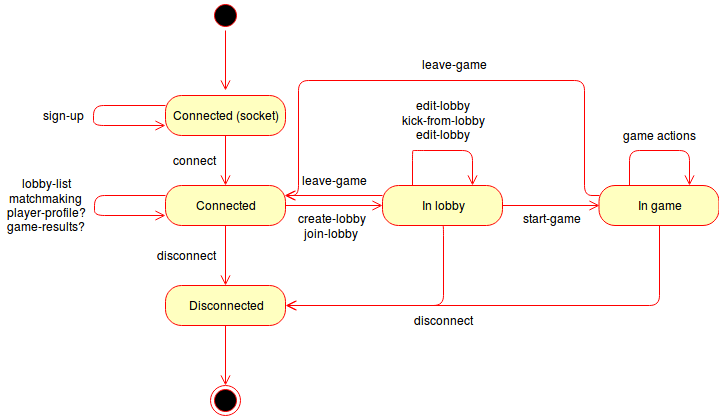 leave-game
edit-lobby
kick-from-lobby
edit-lobby
sign-up
Connected (socket)
game actions
connect
lobby-list
matchmaking
player-profile?
game-results?
leave-game
Connected
In lobby
In game
create-lobby
join-lobby
start-game
disconnect
Disconnected
disconnect